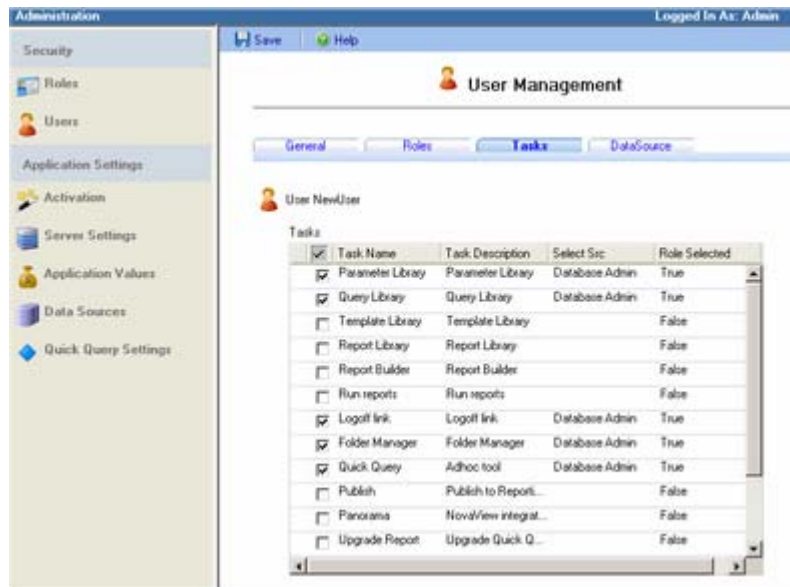 Administration
Logged In As: Admin
Security
Roles
Users
Application Settings
Activation
Server Settings
Application Values
Data Sources
Quick Query Settings
Save Help
User Management
General Roles Tasks DataSource
User NewUser
Tasks
Task Name Task Description Select Src Role Selected
Parameter Library Parameter Library Database Admin True
Query Library Query Library Database Admin True
Template Library Template Library False
Report Library Report Library False
Report Builder Report Builder False
Run reports Run reports False
Logoff link Logoff link Database Admin True
Folder Manager Folder Manager Database Admin True
Quick Query Adhoc tool Database Admin True
Publish Publish to Reporti... False
Panorama NovaView integrat... False
Upgrade Report Upgrade Quick Q... False